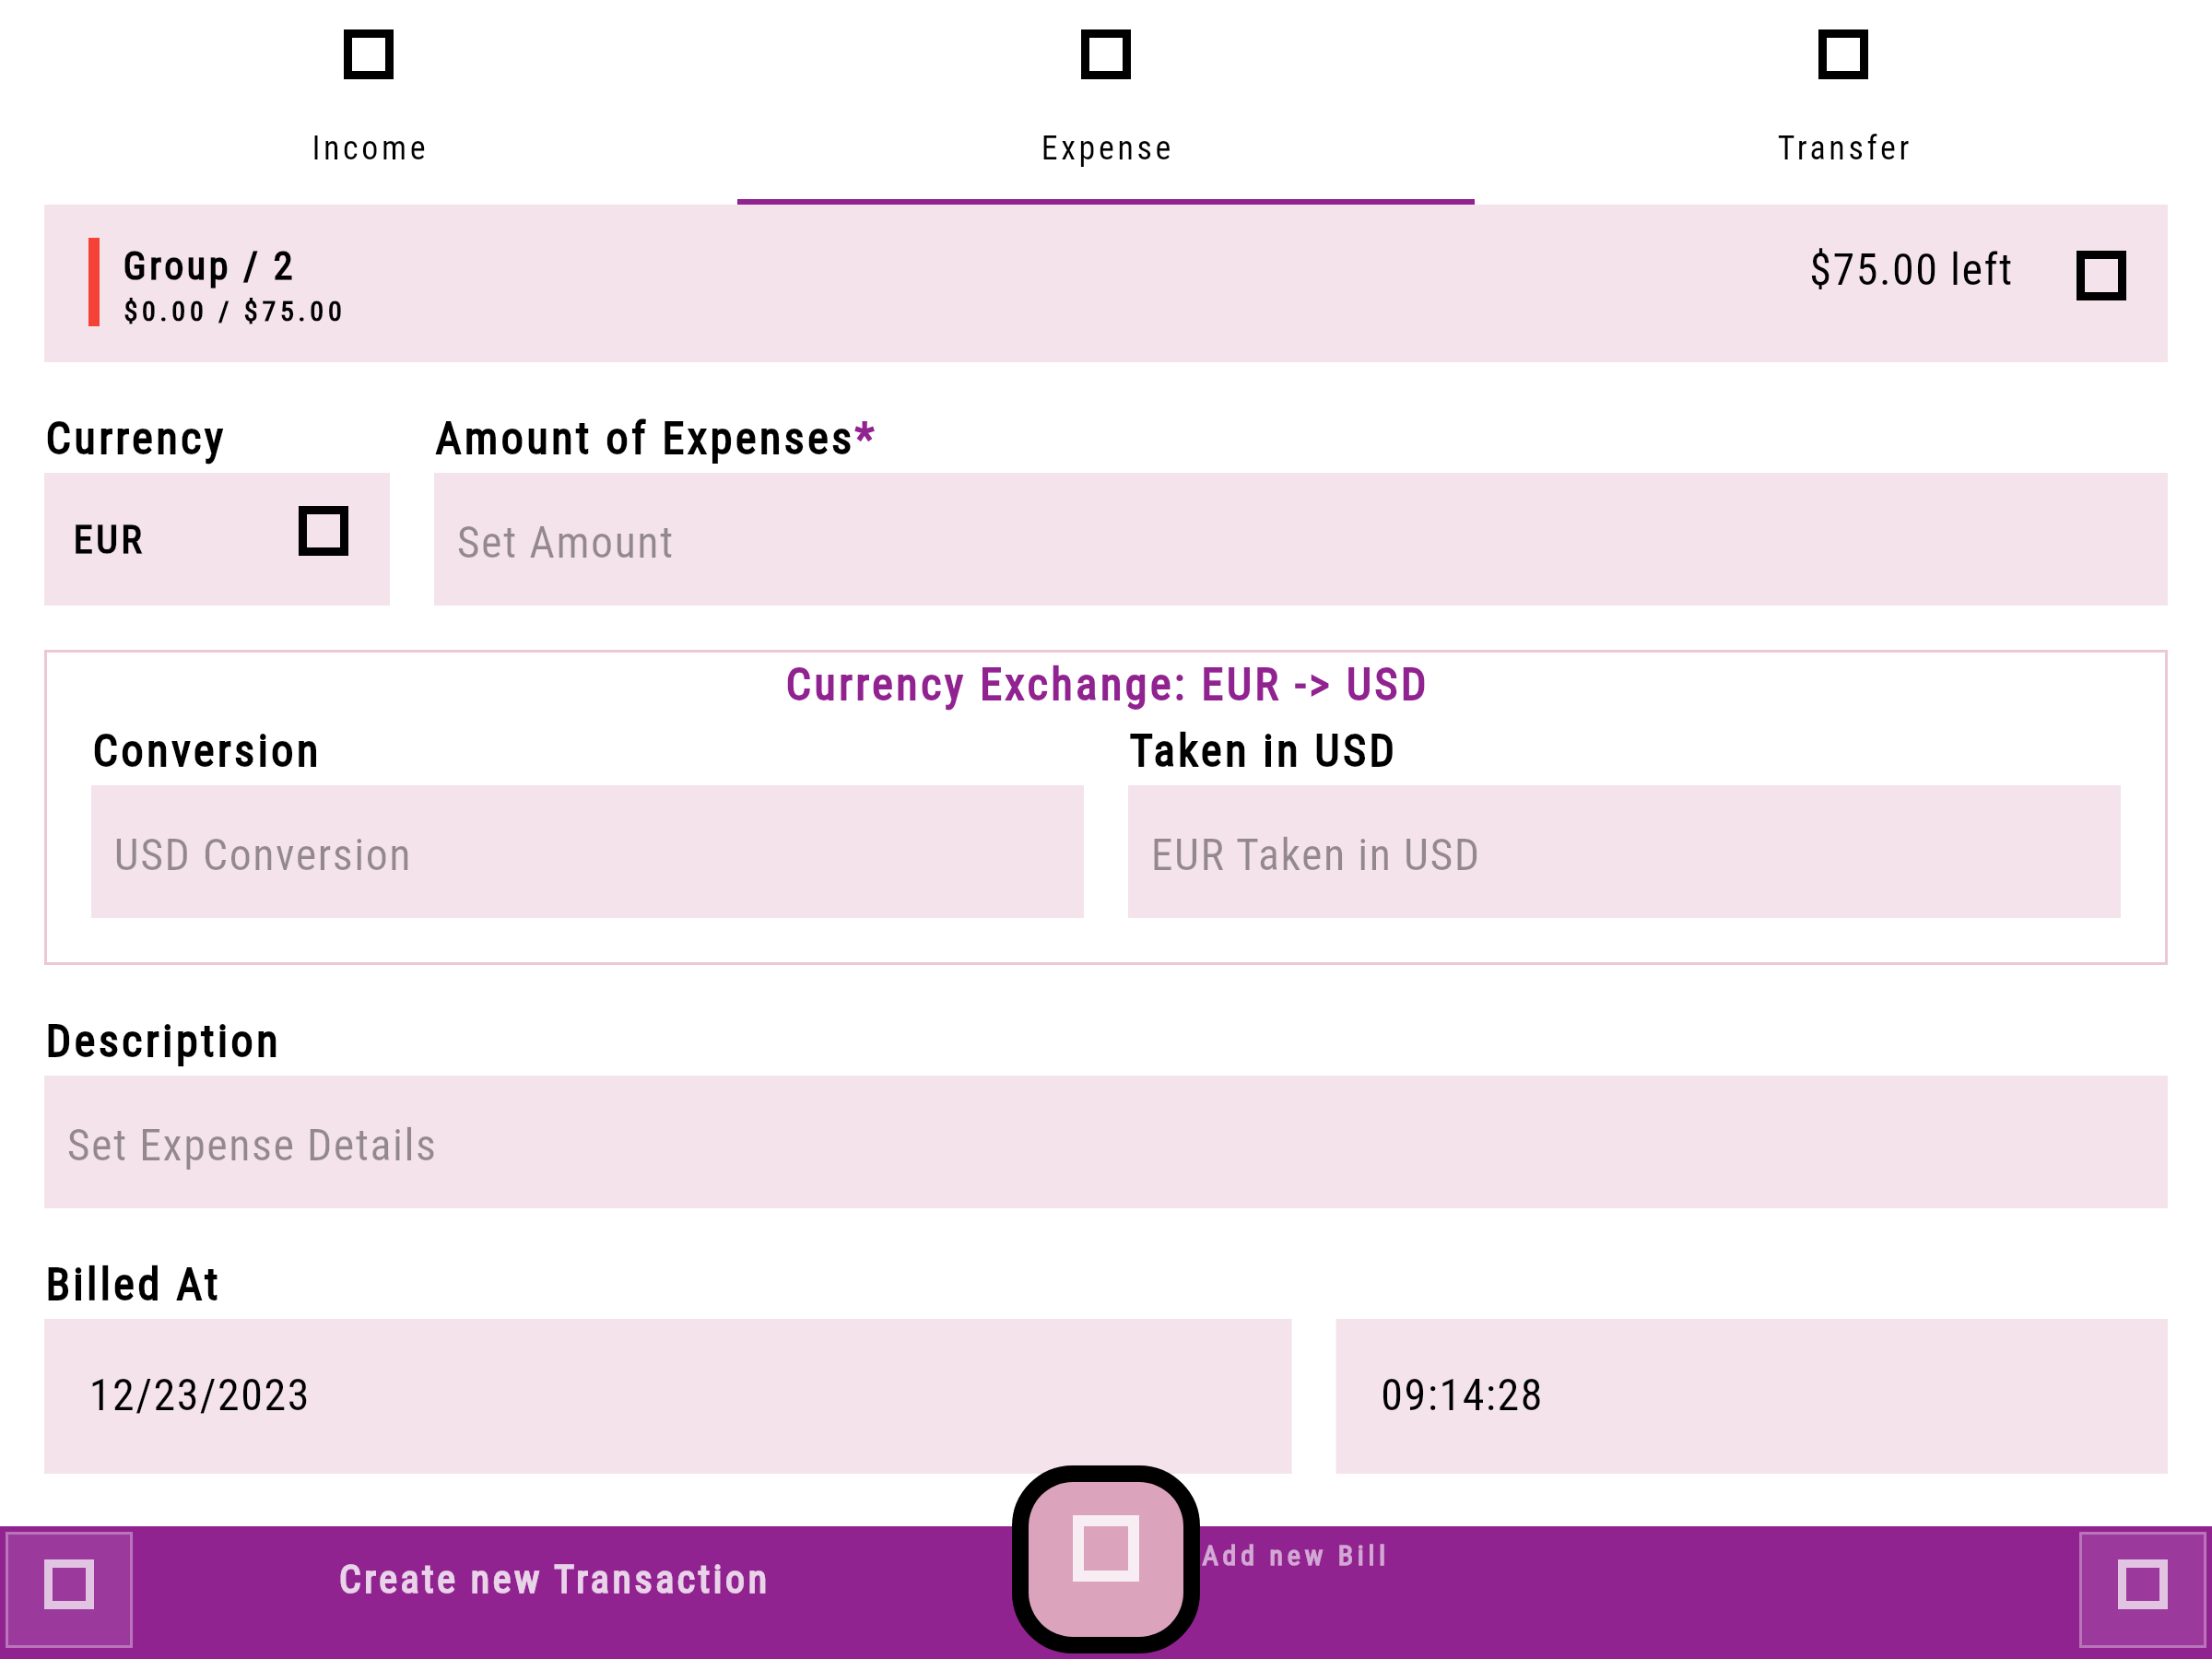 Income
Expense
Transfer
Group / 2
$0.00 / $75.00
$75.00 left
Currency
Amount of Expenses*
EUR
Set Amount
Currency Exchange: EUR -> USD
Conversion
Taken in USD
USD Conversion
EUR Taken in USD
Description
Set Expense Details
Billed At
12/23/2023
09:14:28
Create new Transaction
Add new Bill